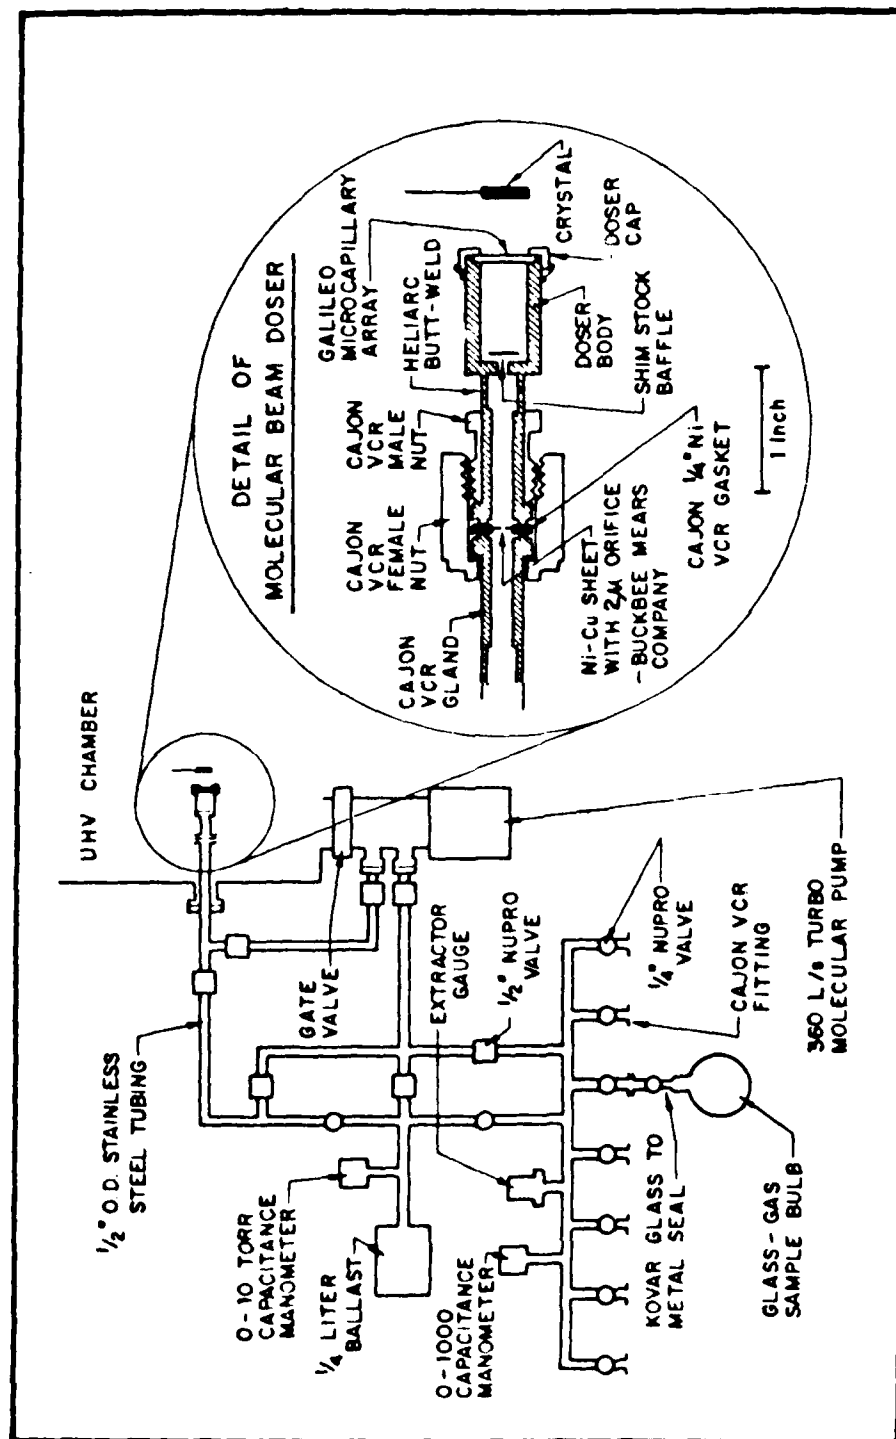 UHV CHAMBER
1/2" O.D. STAINLESS
STEEL TUBING
0-10 TORR
CAPACITANCE
MANOMETER
1/4 LITER
BALLAST
0-1000
CAPACITANCE
MANOMETER
GATE
VALVE
EXTRACTOR
GAUGE
1/2" NUPRO
VALVE
1/4" NUPRO
VALVE
CAJON VCR
FITTING
KOVAR GLASS TO
METAL SEAL
GLASS-GAS
SAMPLE BULB
360 L/s TURBO
MOLECULAR PUMP
DETAIL OF
MOLECULAR BEAM DOSER
CAJON
VCR
GLAND
CAJON
VCR
FEMALE
NUT
CAJON
VCR
MALE
NUT
HELIARC
BUTT-WELD
GALILEO
MICROCAPILLARY
ARRAY
Ni-Cu SHEET
WITH 2µ ORIFICE
-BUCKBEE MEARS
COMPANY
CAJON 1/4" Ni
VCR GASKET
SHIM STOCK
BAFFLE
DOSER
BODY
DOSER
CAP
CRYSTAL
1 Inch